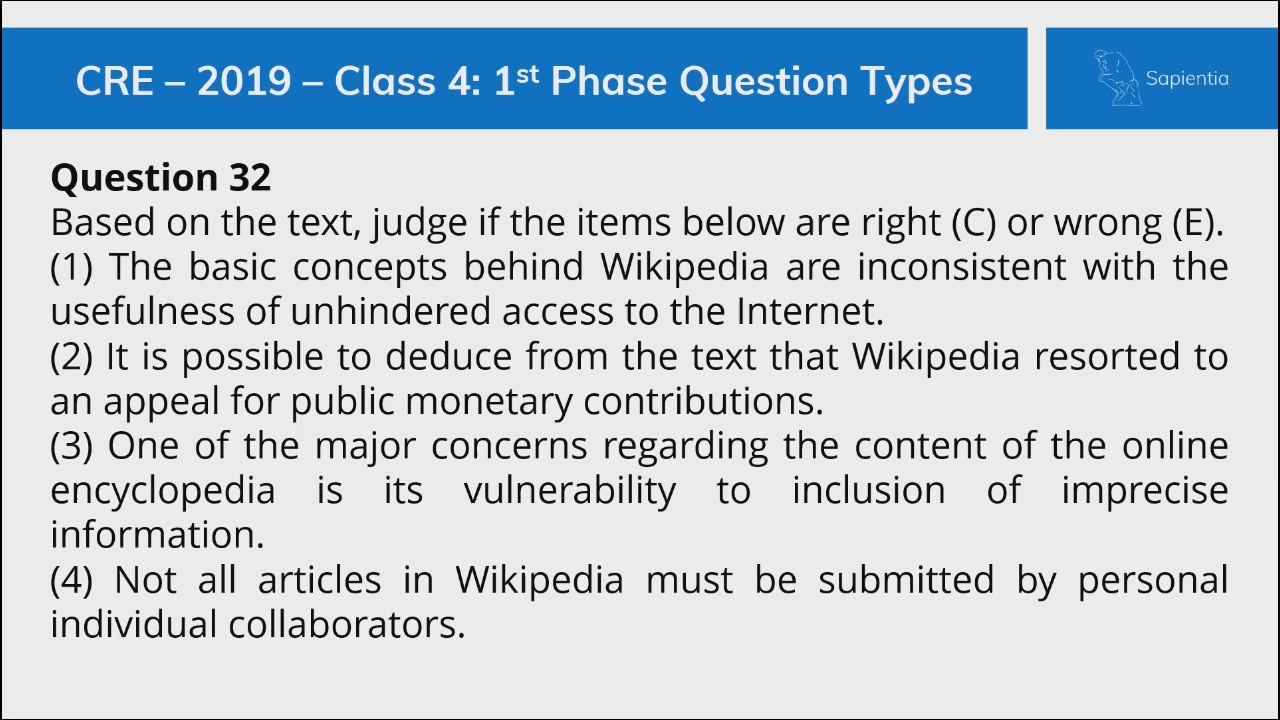 CRE – 2019 – Class 4: 1st Phase Question Types
Sapientia
Question 32
Based on the text, judge if the items below are right (C) or wrong (E).
(1) The basic concepts behind Wikipedia are inconsistent with the
usefulness of unhindered access to the Internet.
(2) It is possible to deduce from the text that Wikipedia resorted to
an appeal for public monetary contributions.
(3) One of the major concerns regarding the content of the online
encyclopedia is its vulnerability to inclusion of imprecise
information.
(4) Not all articles in Wikipedia must be submitted by personal
individual collaborators.